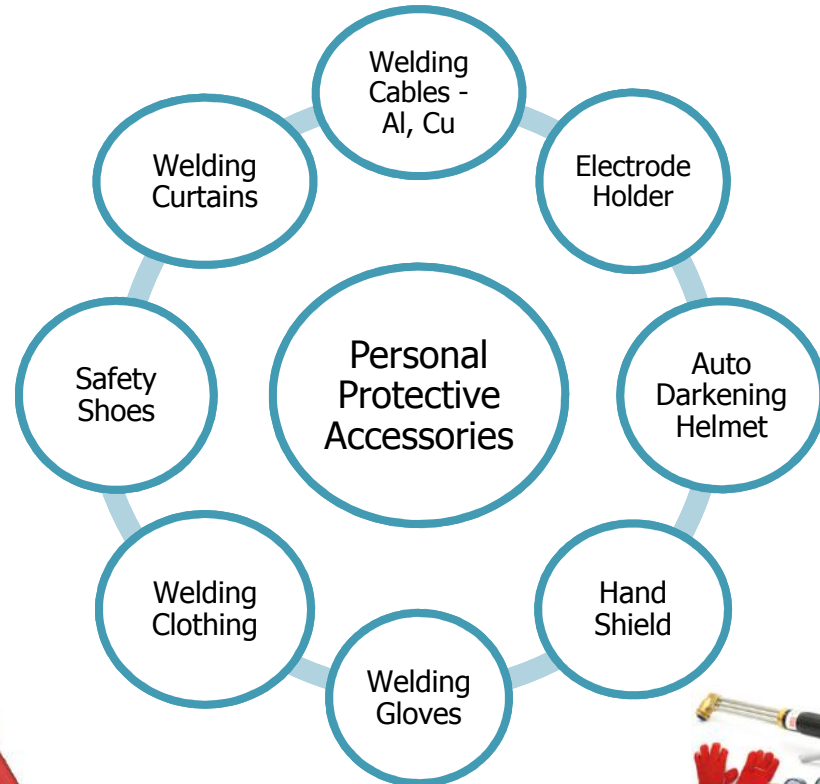 Welding
Cables -
Al, Cu
Electrode
Holder
Auto
Darkening
Helmet
Hand
Shield
Welding
Gloves
Welding
Clothing
Safety
Shoes
Welding
Curtains
Personal
Protective
Accessories